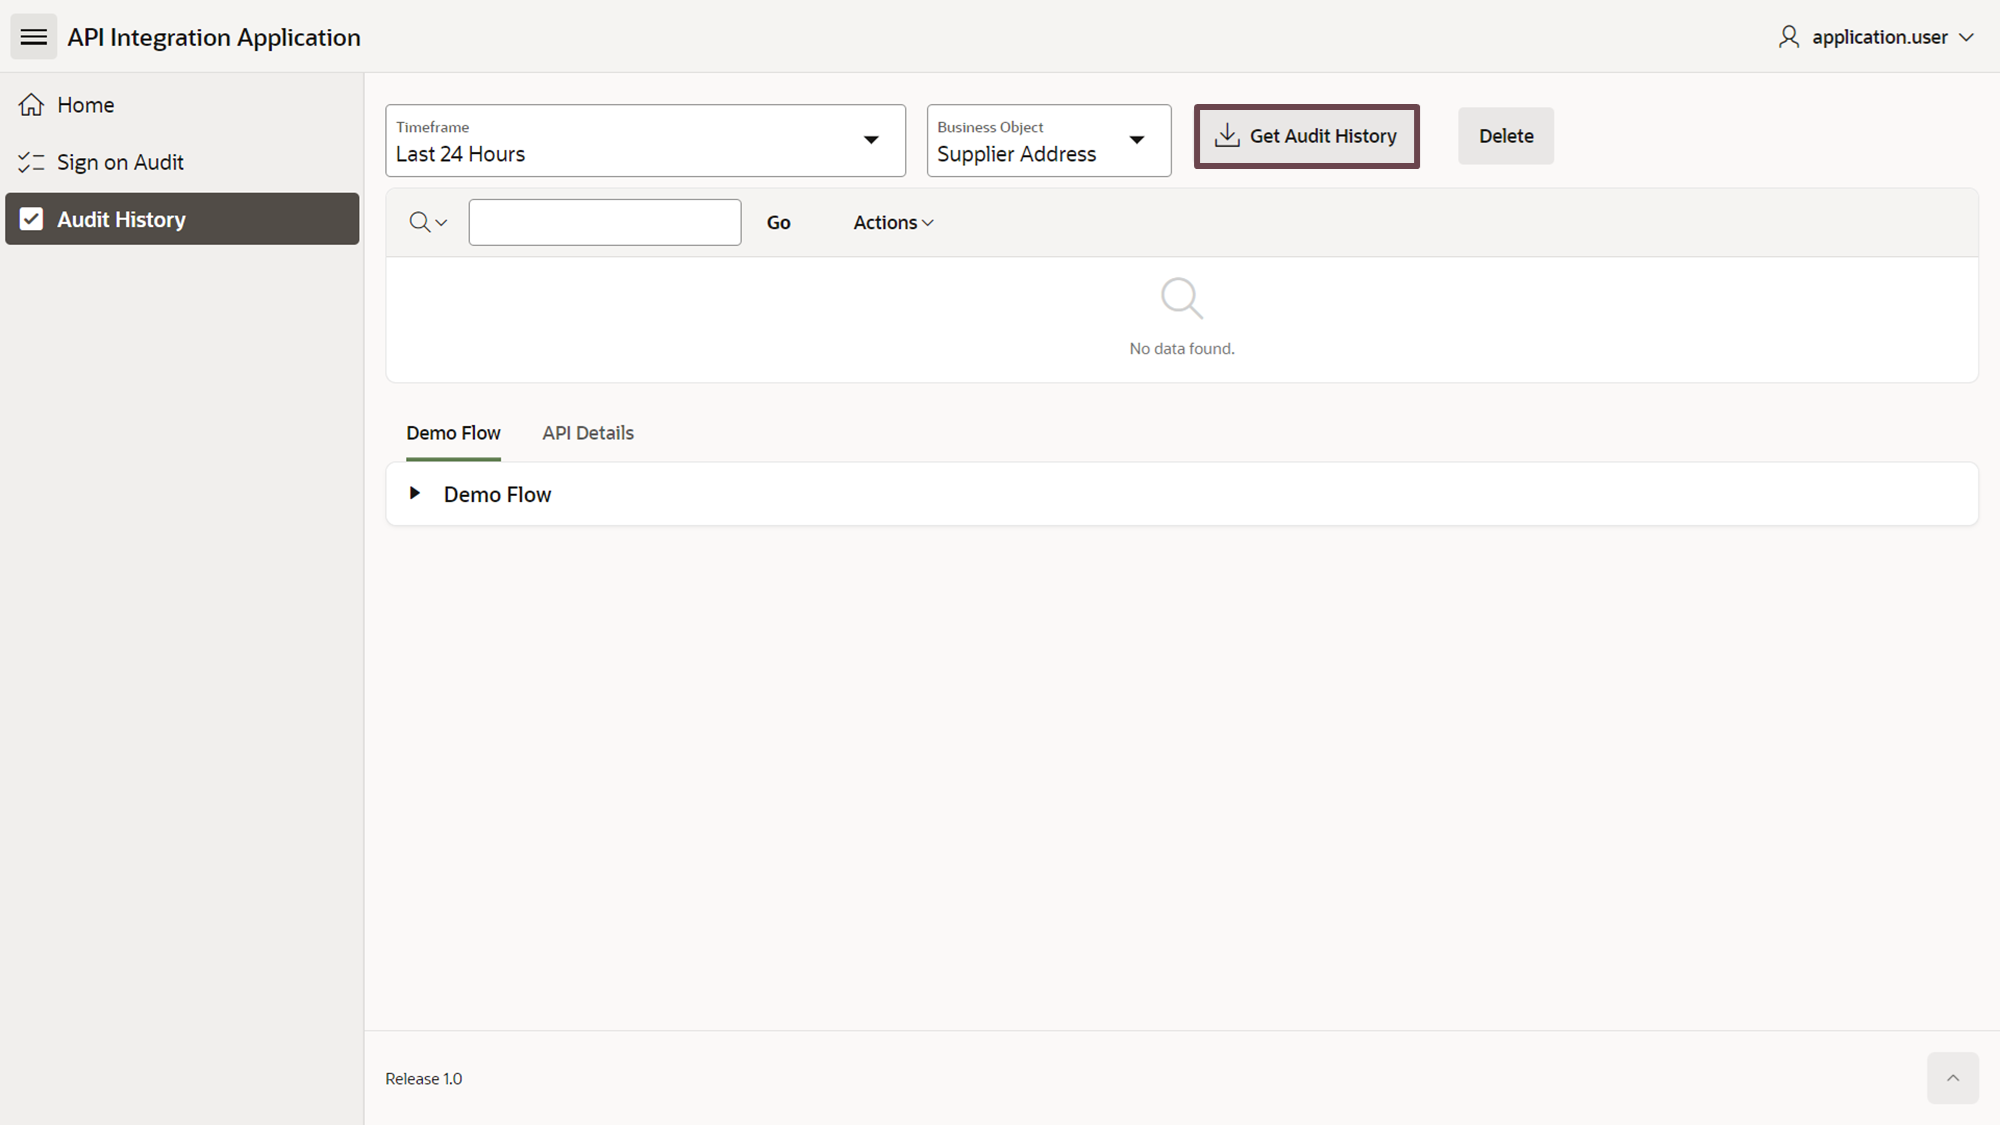 API Integration Application
application.user
Home
Sign on Audit
Audit History
Timeframe
Last 24 Hours
Business Object
Supplier Address
Get Audit History
Delete
Go
Actions
No data found.
Demo Flow
API Details
Demo Flow
Release 1.0